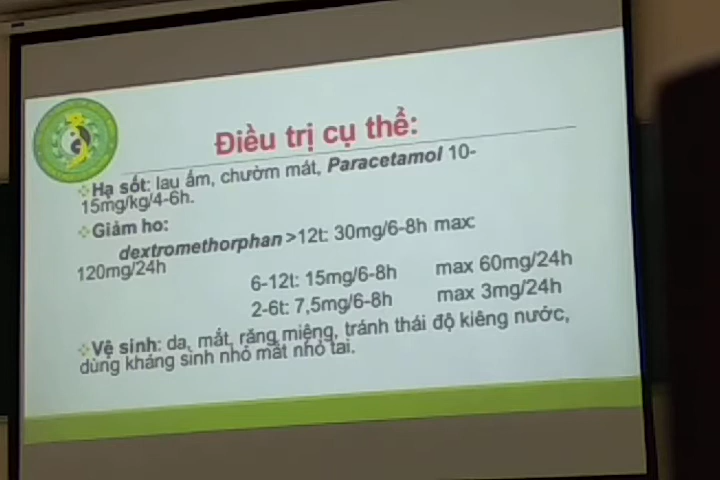 Điều trị cụ thể:
❖Hạ sốt: lau ấm, chườm mát, Paracetamol 10-
15mg/kg/4-6h.
❖Giảm ho:
dextromethorphan >12t: 30mg/6-8h max:
120mg/24h
6-12t: 15mg/6-8h max 60mg/24h
2-6t: 7,5mg/6-8h max 3mg/24h
❖Vệ sinh: da, mắt, răng miệng, tránh thái độ kiêng nước,
dùng kháng sinh nhỏ mắt nhỏ tai.